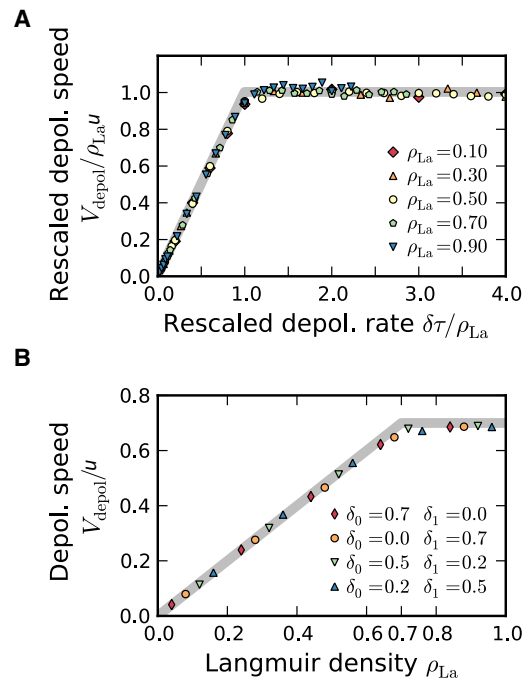 A
Rescaled depol. speed
V_depol/ρ_La u
1.0
0.8
0.6
0.4
0.2
0.0
ρ_La=0.10
ρ_La=0.30
ρ_La=0.50
ρ_La=0.70
ρ_La=0.90
0.0 1.0 2.0 3.0 4.0
Rescaled depol. rate δτ/ρ_La
B
Depol. speed
V_depol/u
0.8
0.6
0.4
0.2
0.0
δ_0=0.7 δ_1=0.0
δ_0=0.0 δ_1=0.7
δ_0=0.5 δ_1=0.2
δ_0=0.2 δ_1=0.5
0.0 0.2 0.4 0.6 0.7 0.8 1.0
Langmuir density ρ_La